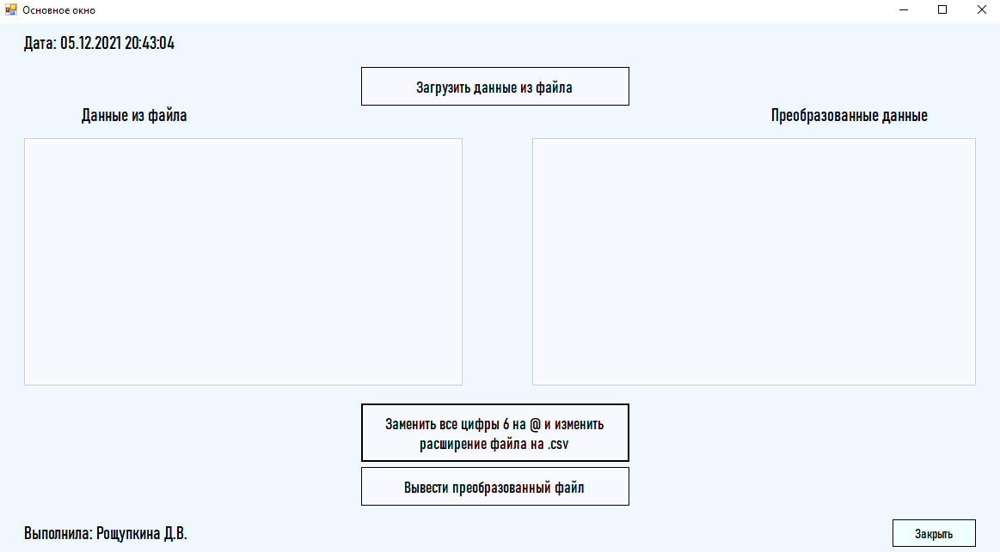 Основное окно
Дата: 05.12.2021 20:43:04
Загрузить данные из файла
Данные из файла
Преобразованные данные
Заменить все цифры 6 на @ и изменить
расширение файла на .csv
Вывести преобразованный файл
Выполнила: Рощупкина Д.В.
Закрыть